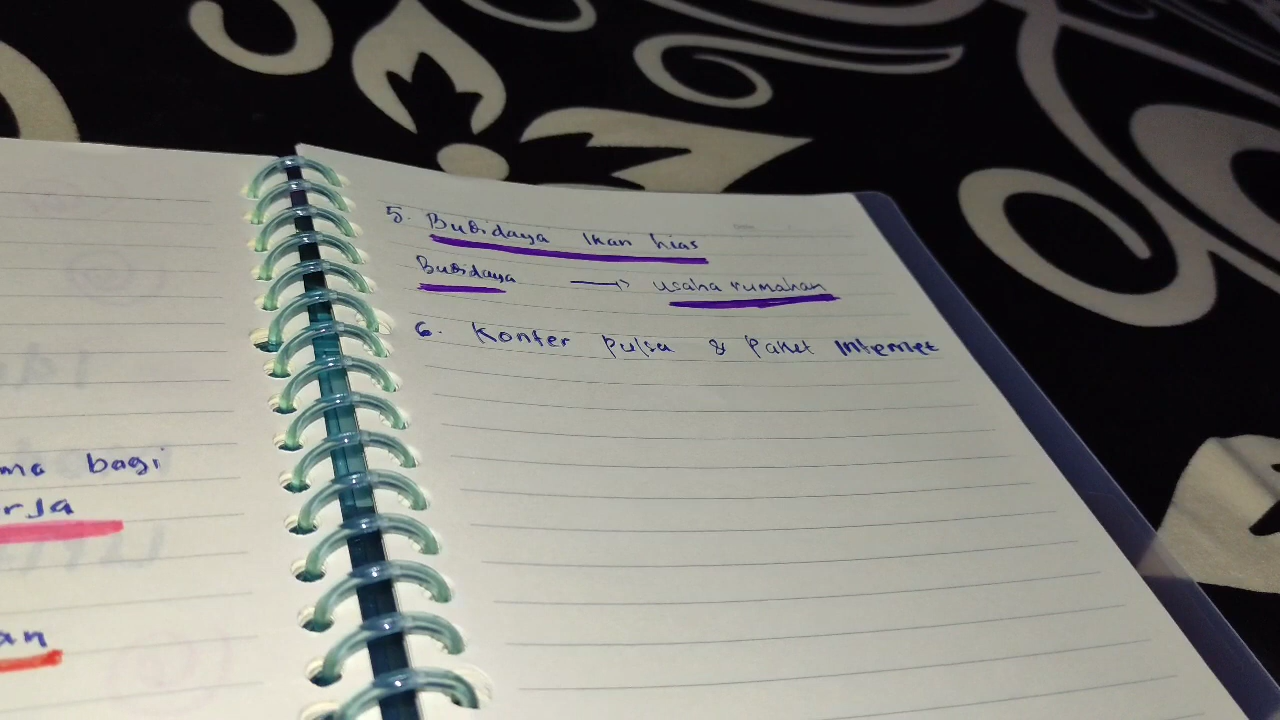 ma bagi
rja
an
5. Budidaya Ikan hias
Budidaya → usaha rumahan
6. Konter Pulsa & Paket Internet